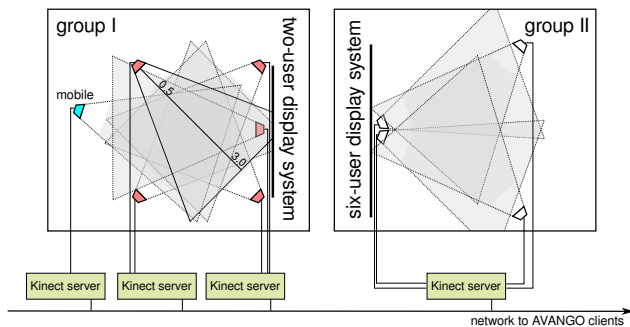 group I
group II
mobile
0.5
3.0
two-user display system
six-user display system
Kinect server
Kinect server
Kinect server
Kinect server
network to AVANGO clients